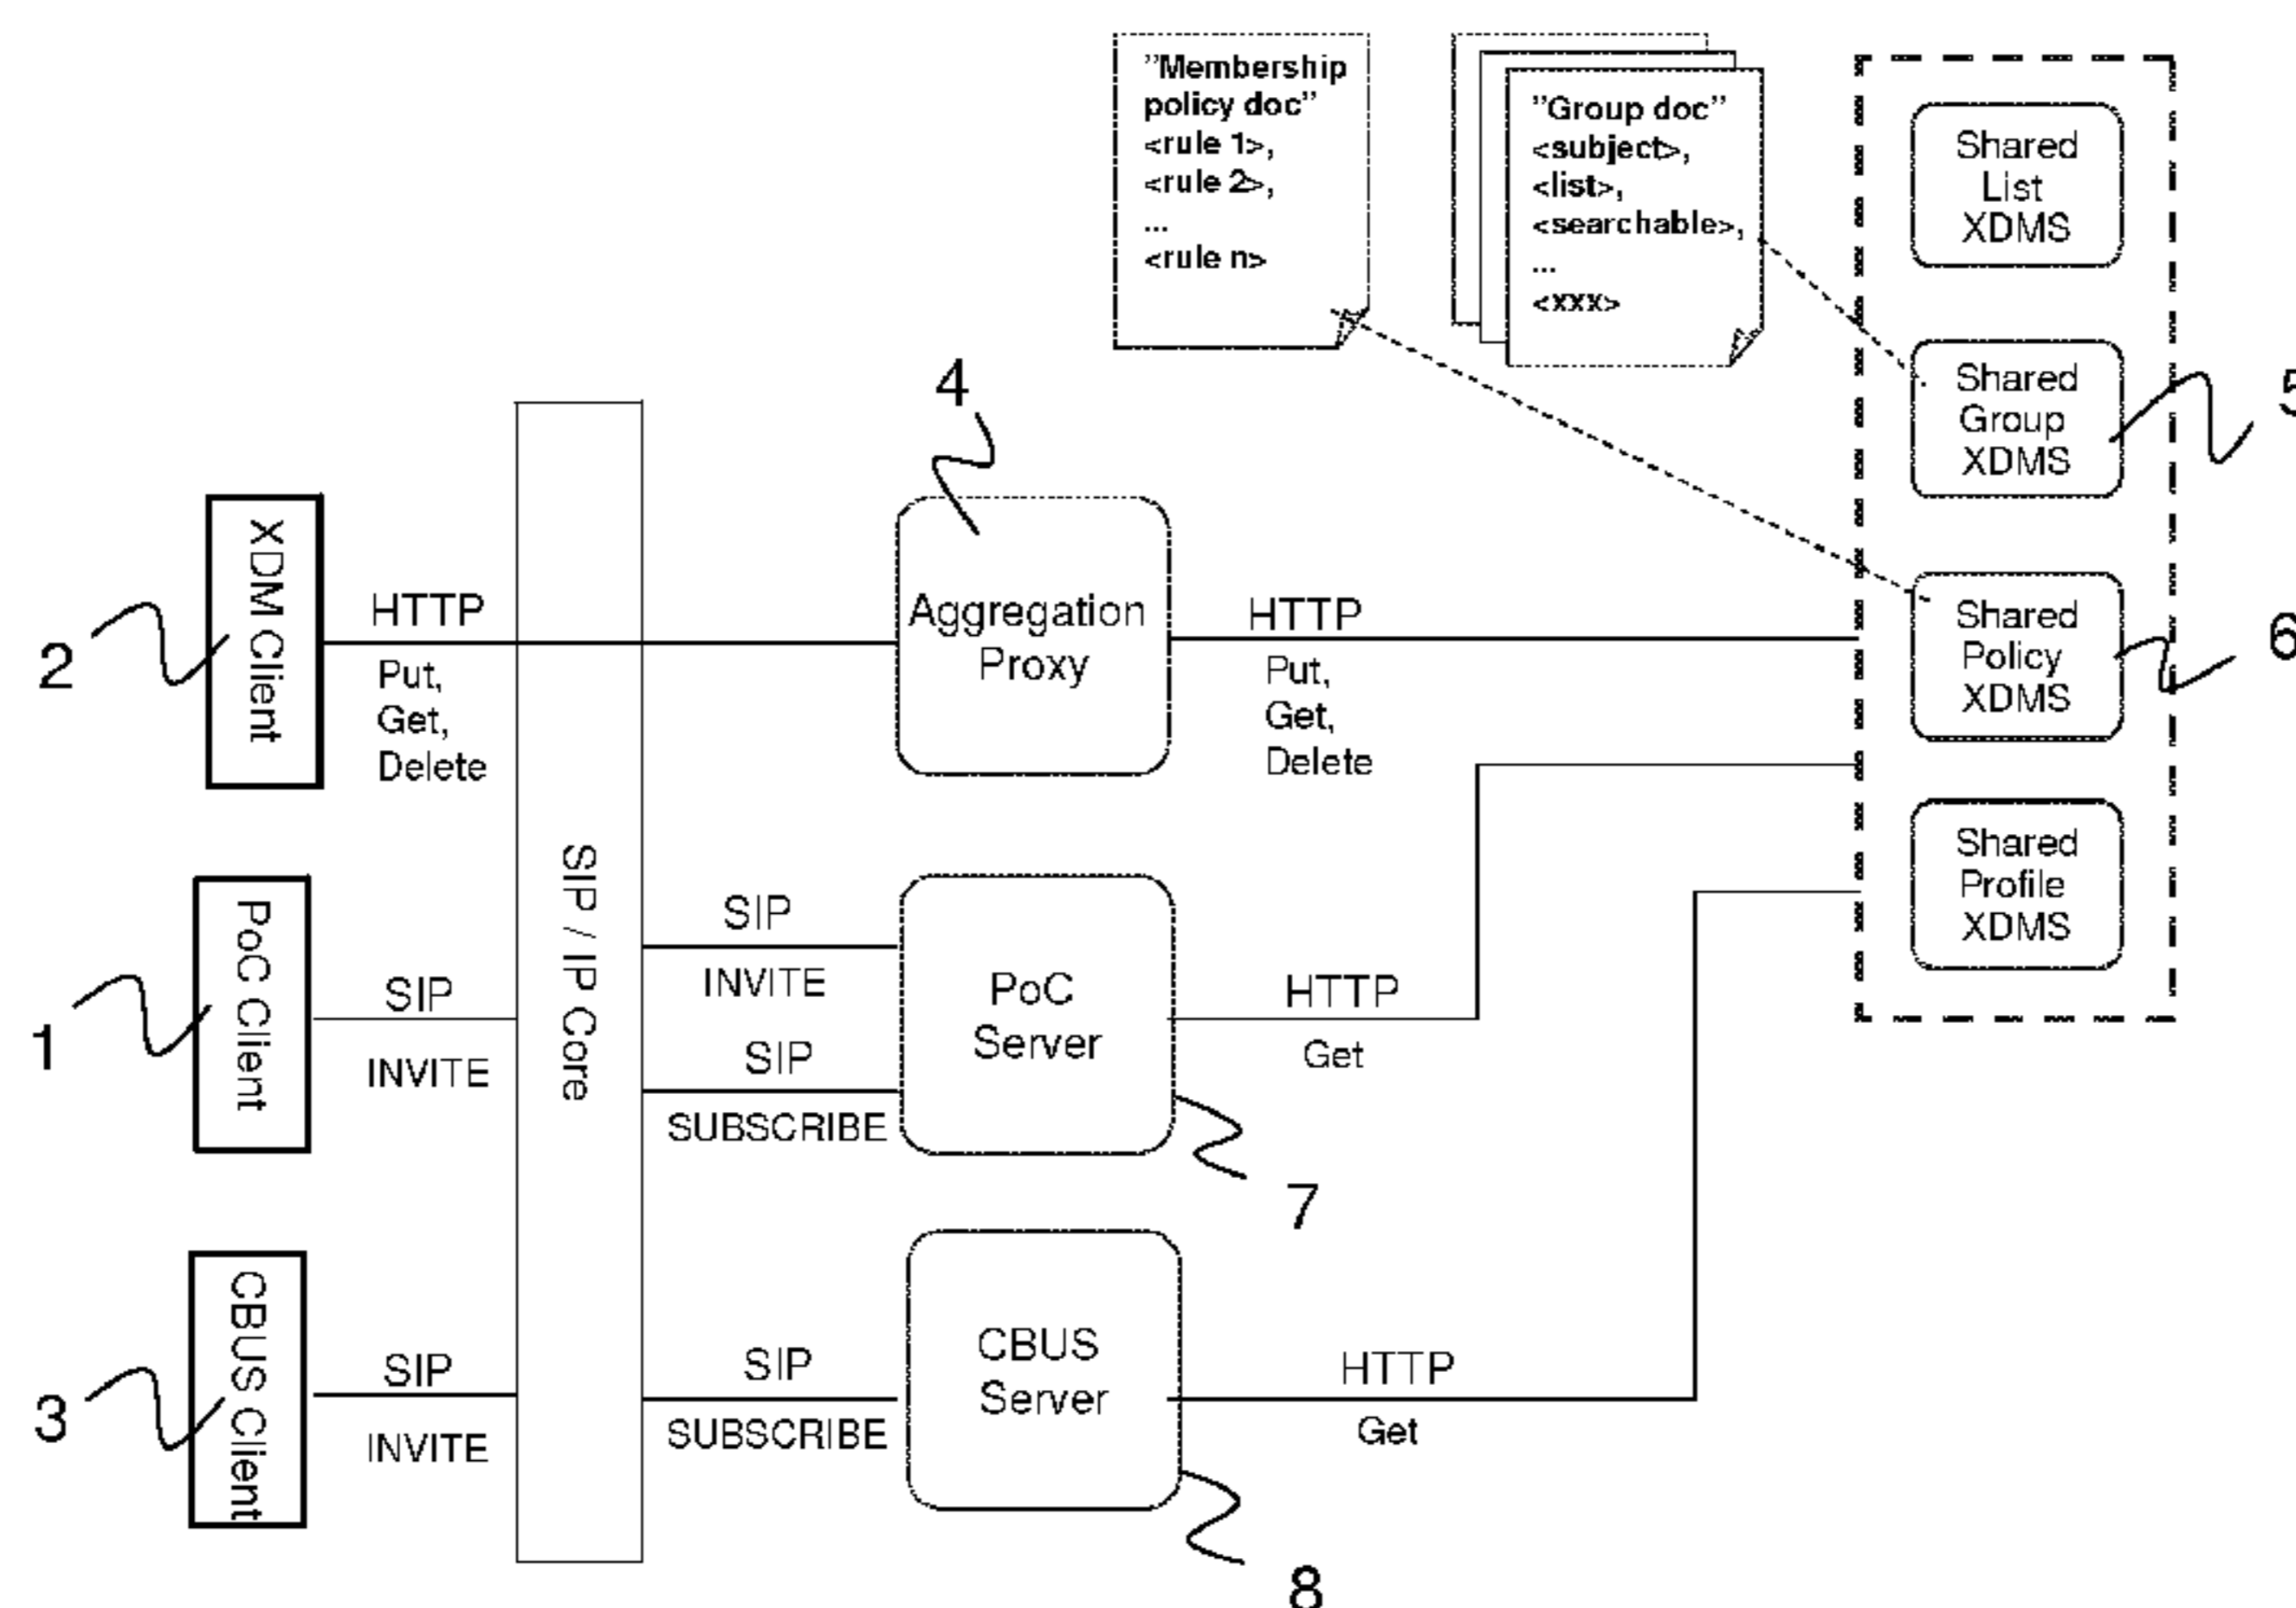 ”Membership
policy doc”
<rule 1>,
<rule 2>,
...
<rule n>
”Group doc”
<subject>,
<list>,
<searchable>,
...
<xxx>
Shared
List
XDMS
Shared
Group
XDMS
5
Shared
Policy
XDMS
6
Shared
Profile
XDMS
4
XDM Client
2
HTTP
Put,
Get,
Delete
Aggregation
Proxy
HTTP
Put,
Get,
Delete
SIP / IP Core
PoC Client
1
SIP
INVITE
SIP
INVITE
SIP
SUBSCRIBE
PoC
Server
7
HTTP
Get
CBUS Client
3
SIP
INVITE
SIP
SUBSCRIBE
CBUS
Server
8
HTTP
Get